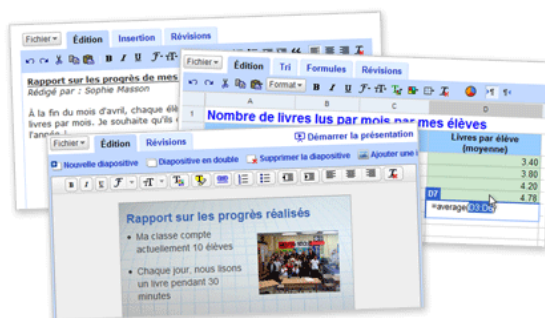 Fichier Édition Insertion Révisions
Rapport sur les progrès de mes
Rédigé par : Sophie Masson
À la fin du mois d'avril, chaque
livres par mois. Je souhaite qu'ils
l'année
Fichier Édition Tri Formules Révisions
Format
A B C D
1 Nombre de livres lus par mois par mes élèves
Livres par élève
(moyenne)
3.40
3.80
4.20
4.78
D7
=average(D3:D6)
Démarrer la présentation
Fichier Édition Révisions
Nouvelle diapositive Diapositive en double Supprimer la diapositive Ajouter une i
Rapport sur les progrès réalisés
• Ma classe compte
actuellement 10 élèves
• Chaque jour, nous lisons
un livre pendant 30
minutes